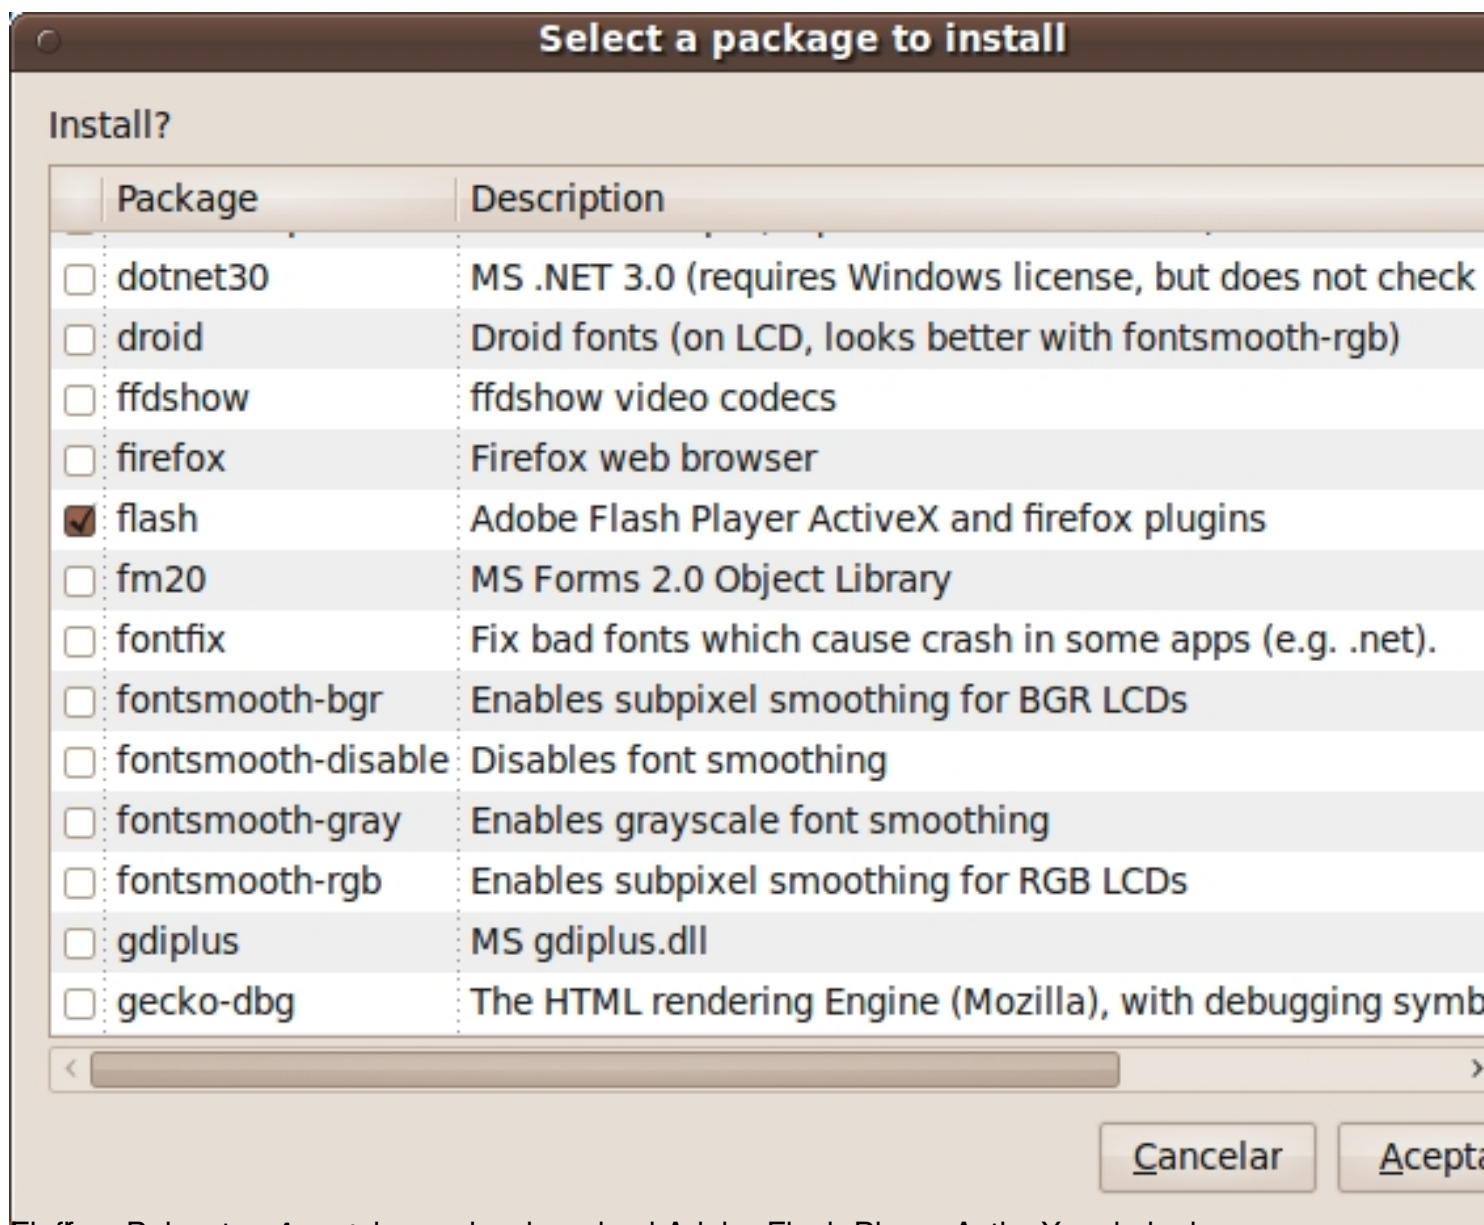 Select a package to install
Install?
Package Description
dotnet30 MS .NET 3.0 (requires Windows license, but does not check
droid Droid fonts (on LCD, looks better with fontsmooth-rgb)
ffdshow ffdshow video codecs
firefox Firefox web browser
flash Adobe Flash Player ActiveX and firefox plugins
fm20 MS Forms 2.0 Object Library
fontfix Fix bad fonts which cause crash in some apps (e.g. .net).
fontsmooth-bgr Enables subpixel smoothing for BGR LCDs
fontsmooth-disable Disables font smoothing
fontsmooth-gray Enables grayscale font smoothing
fontsmooth-rgb Enables subpixel smoothing for RGB LCDs
gdiplus MS gdiplus.dll
gecko-dbg The HTML rendering Engine (Mozilla), with debugging symb
Cancelar Acepta